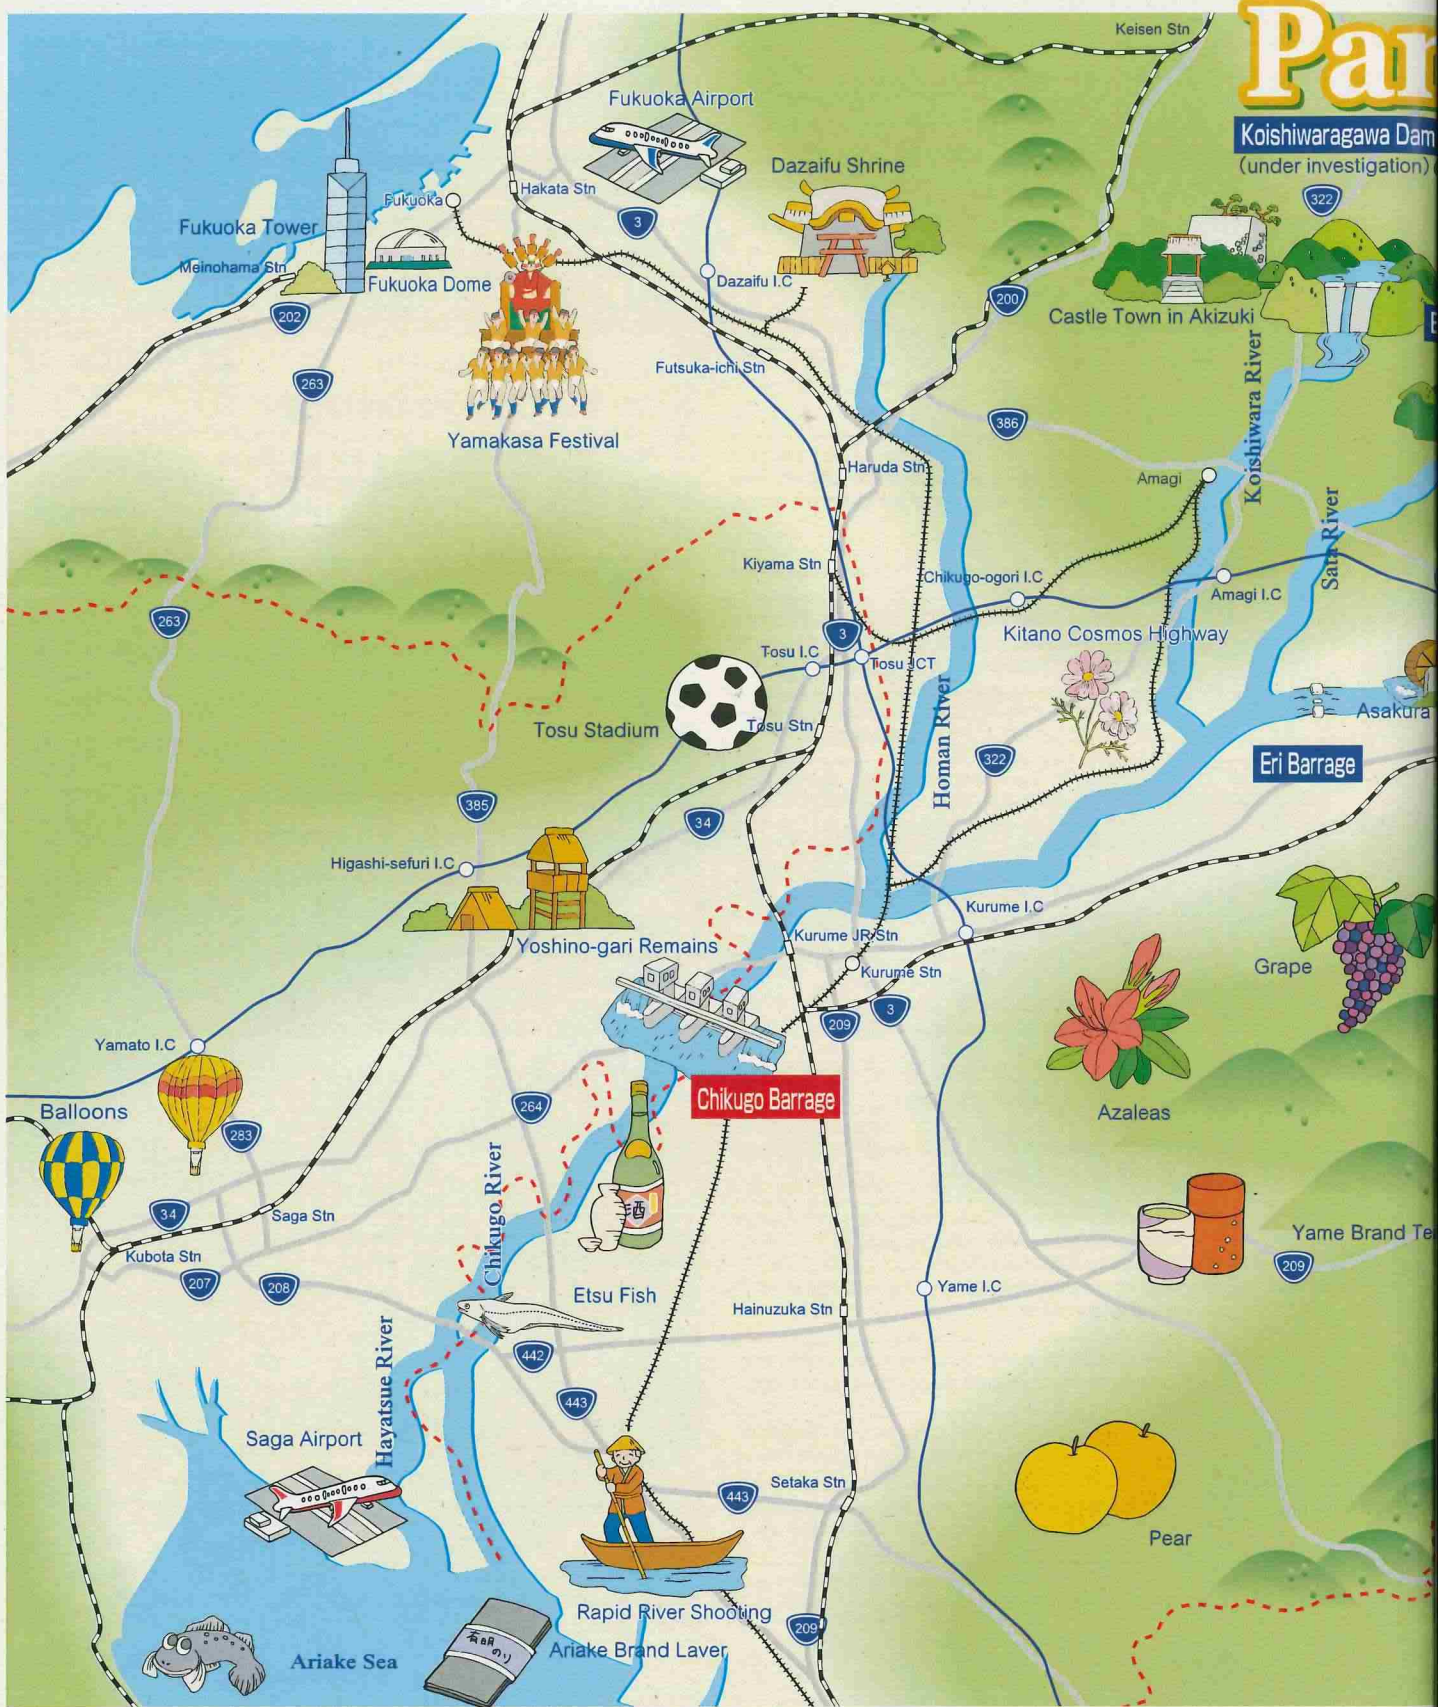 Keisen Stn
Par
Fukuoka Airport
Koishiwaragawa Dam
(under investigation)
Dazaifu Shrine
322
Hakata Stn
Fukuoka
3
Fukuoka Tower
Meinohama Stn
Fukuoka Dome
Dazaifu I.C
200
202
Castle Town in Akizuki
Futsuka-ichi Stn
263
386
Koishiwara River
Yamakasa Festival
Haruda Stn
Amagi
Sata River
Kiyama Stn
Chikugo-ogori I.C
Amagi I.C
263
3
Kitano Cosmos Highway
Tosu I.C
Tosu JCT
Tosu Stadium
Tosu Stn
Homan River
Asakura
322
Eri Barrage
385
34
Higashi-sefuri I.C
Kurume I.C
Yoshino-gari Remains
Kurume JR Stn
Grape
Kurume Stn
3
209
Yamato I.C
Chikugo Barrage
Balloons
264
Azaleas
283
Chikugo River
酒
34
Saga Stn
Kubota Stn
207
208
Yame Brand Te
209
Etsu Fish
Yame I.C
Hainuzuka Stn
442
Hayatsue River
443
Saga Airport
443
Setaka Stn
Pear
Rapid River Shooting
209
有明
のり
Ariake Brand Laver
Ariake Sea